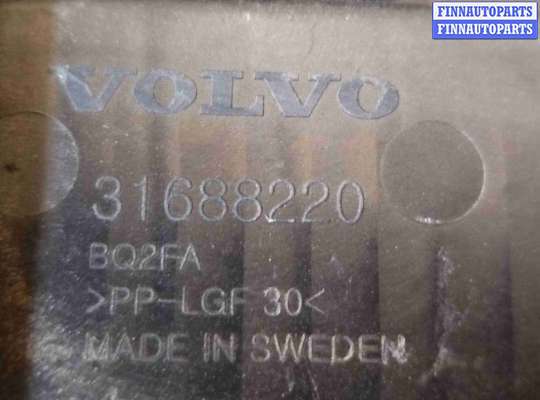 FINNAUTOPARTS
FINNAUTOPARTS
VOLVO
31688220
BQ2FA
>PP-LGF 30<
MADE IN SWEDEN